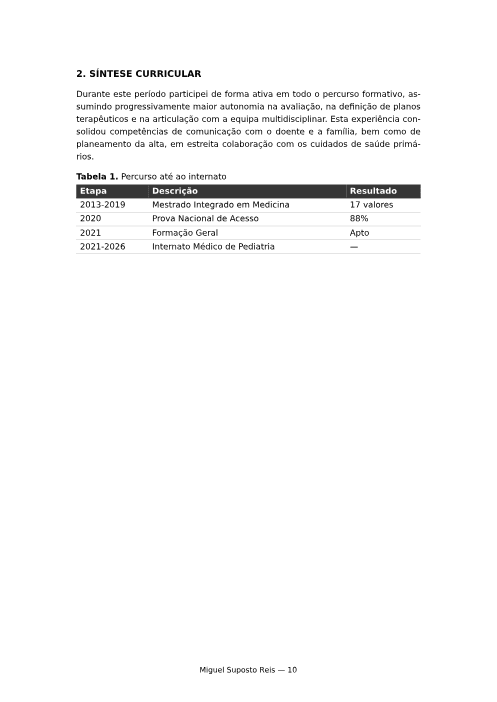 2. SÍNTESE CURRICULAR
Durante este período participei de forma ativa em todo o percurso formativo, as-
sumindo progressivamente maior autonomia na avaliação, na definição de planos
terapêuticos e na articulação com a equipa multidisciplinar. Esta experiência con-
solidou competências de comunicação com o doente e a família, bem como de
planeamento da alta, em estreita colaboração com os cuidados de saúde primá-
rios.
Tabela 1. Percurso até ao internato
Etapa Descrição Resultado
2013-2019 Mestrado Integrado em Medicina 17 valores
2020 Prova Nacional de Acesso 88%
2021 Formação Geral Apto
2021-2026 Internato Médico de Pediatria —
Miguel Suposto Reis — 10